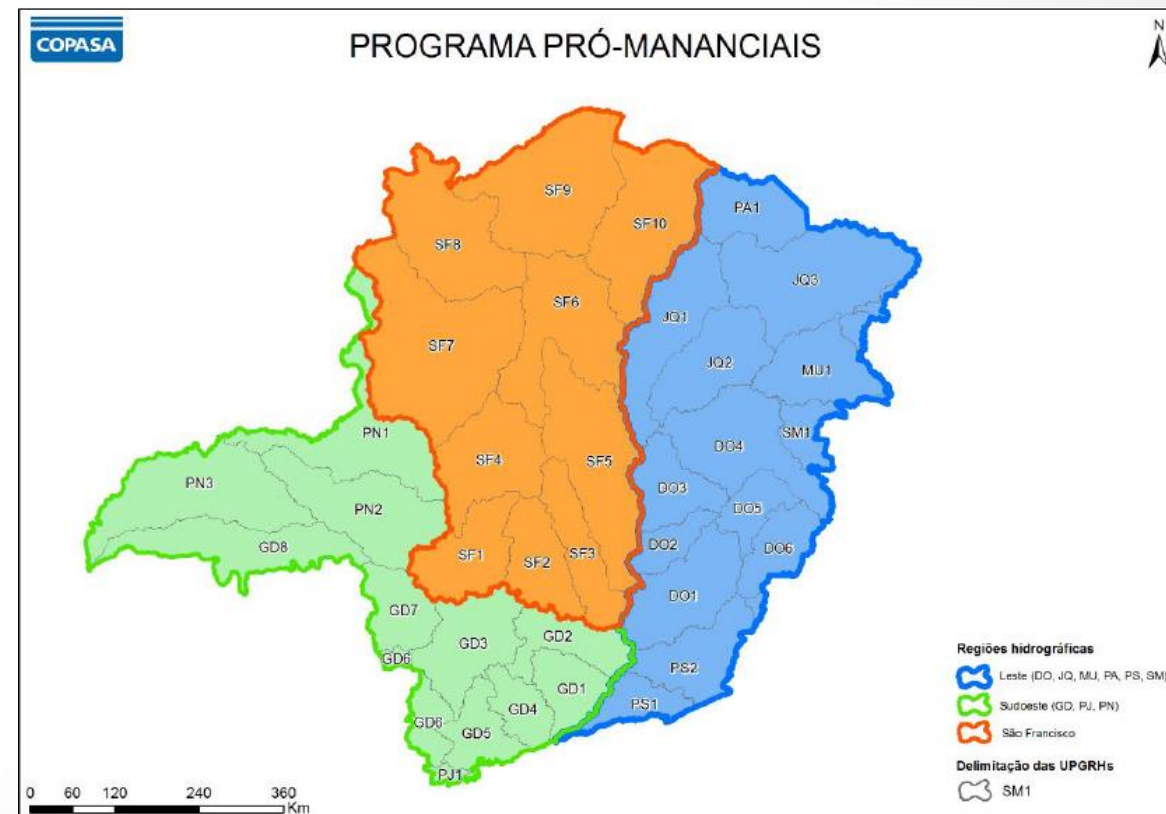 COPASA
PROGRAMA PRÓ-MANANCIAIS
N
SF9
PA1
SF10
SF8
JQ3
SF6
JQ1
SF7
JQ2
MU1
PN1
SM1
DO4
SF4
SF5
PN3
DO3
PN2
DO5
GD8
DO2
DO6
SF1
SF2
SF3
DO1
GD7
GD3
GD2
GD6
PS2
GD1
PS1
GD4
GD6
GD5
PJ1
Regiões hidrográficas
Leste (DO, JQ, MU, PA, PS, SM)
Sudoeste (GD, PJ, PN)
São Francisco
Delimitação das UPGRHs
SM1
0 60 120 240 360
Km